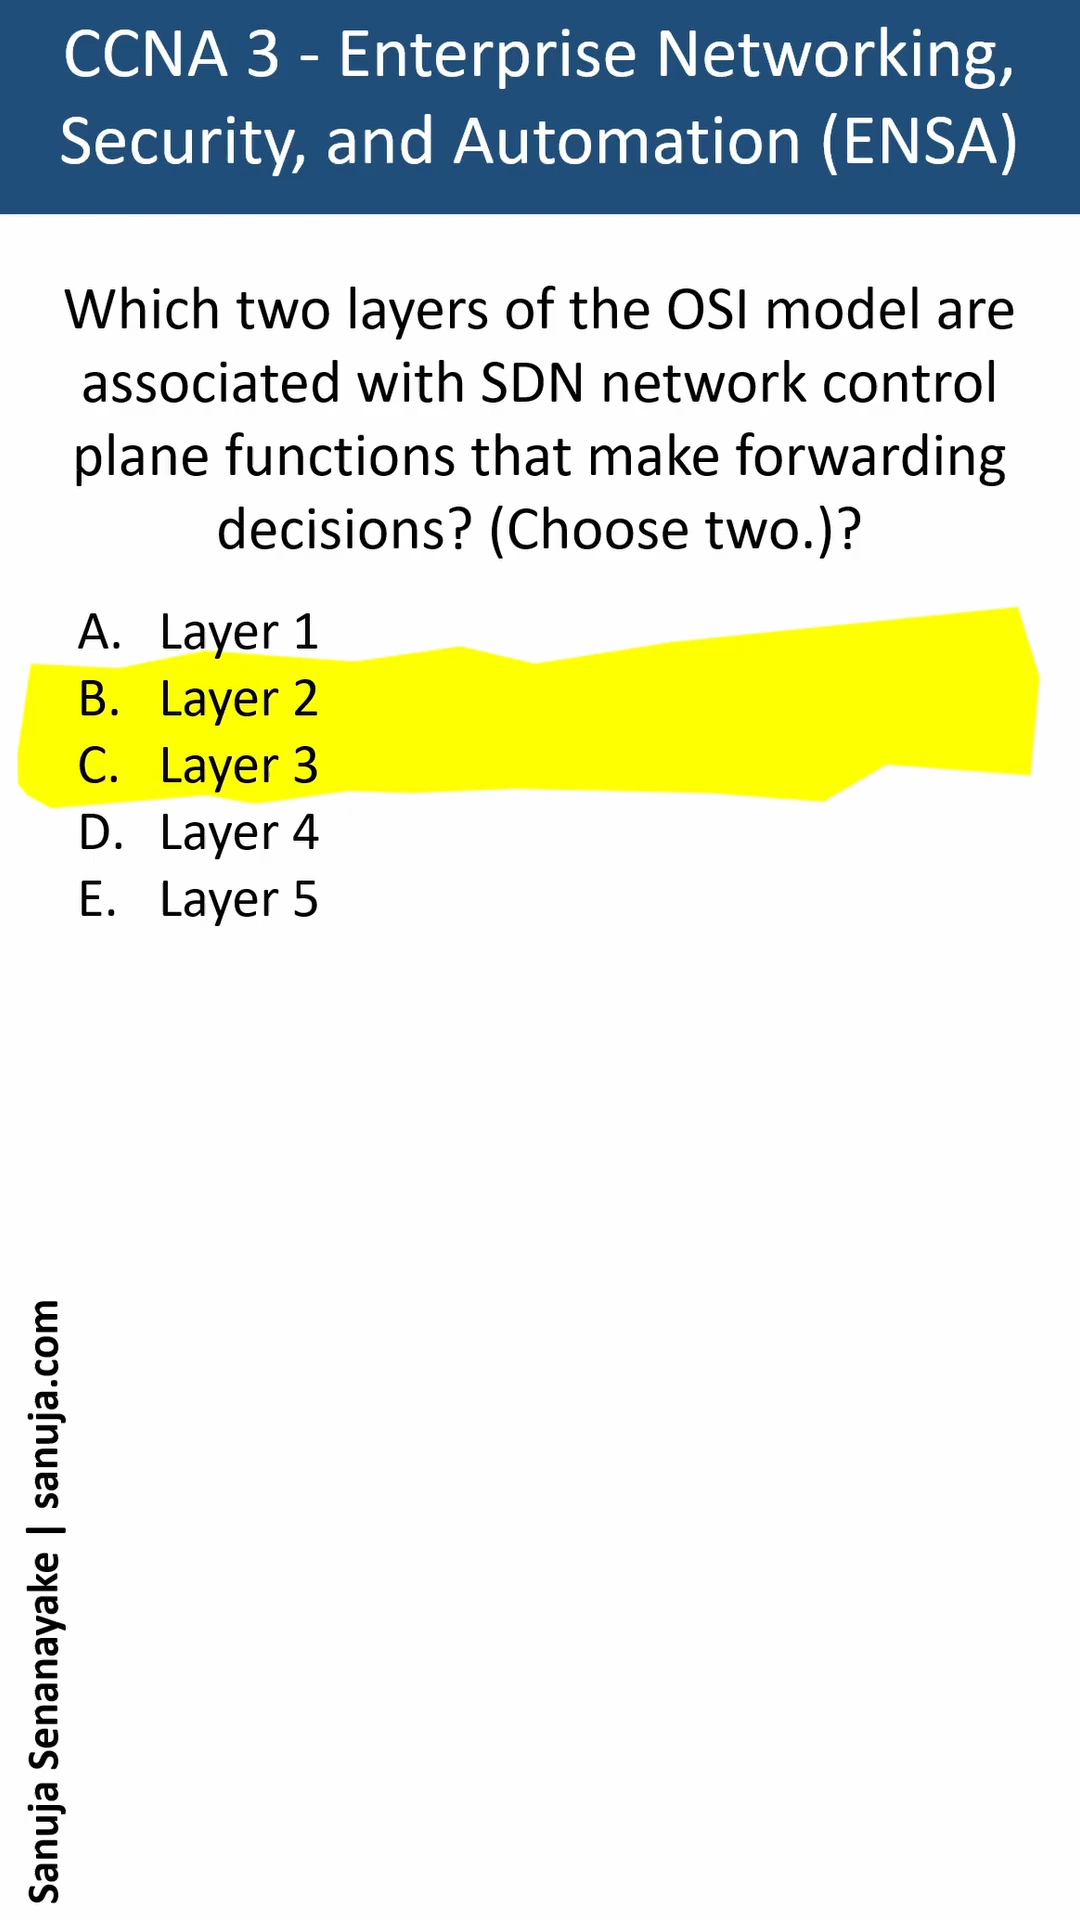 CCNA 3 - Enterprise Networking,
Security, and Automation (ENSA)
Which two layers of the OSI model are
associated with SDN network control
plane functions that make forwarding
decisions? (Choose two.)?
A. Layer 1
B. Layer 2
C. Layer 3
D. Layer 4
E. Layer 5
Sanuja Senanayake | sanuja.com